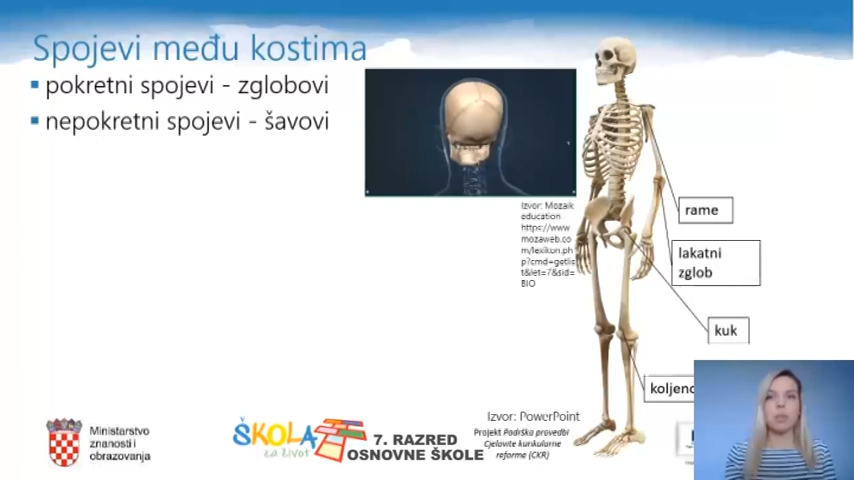 Spojevi među kostima
▪ pokretni spojevi - zglobovi
▪ nepokretni spojevi - šavovi
Izvor: Mozaik
education
https://www
mozaweb.co
m/lexikon.ph
p?cmd=getlis
t&let=7&sid=
BIO
rame
lakatni
zglob
kuk
koljeno
Izvor: PowerPoint
Projekt Podrška provedbi
Cjelovite kurikularne
reforme (CKR)
Ministarstvo
znanosti i
obrazovanja
ŠKOLA
za život
7. RAZRED
OSNOVNE ŠKOLE